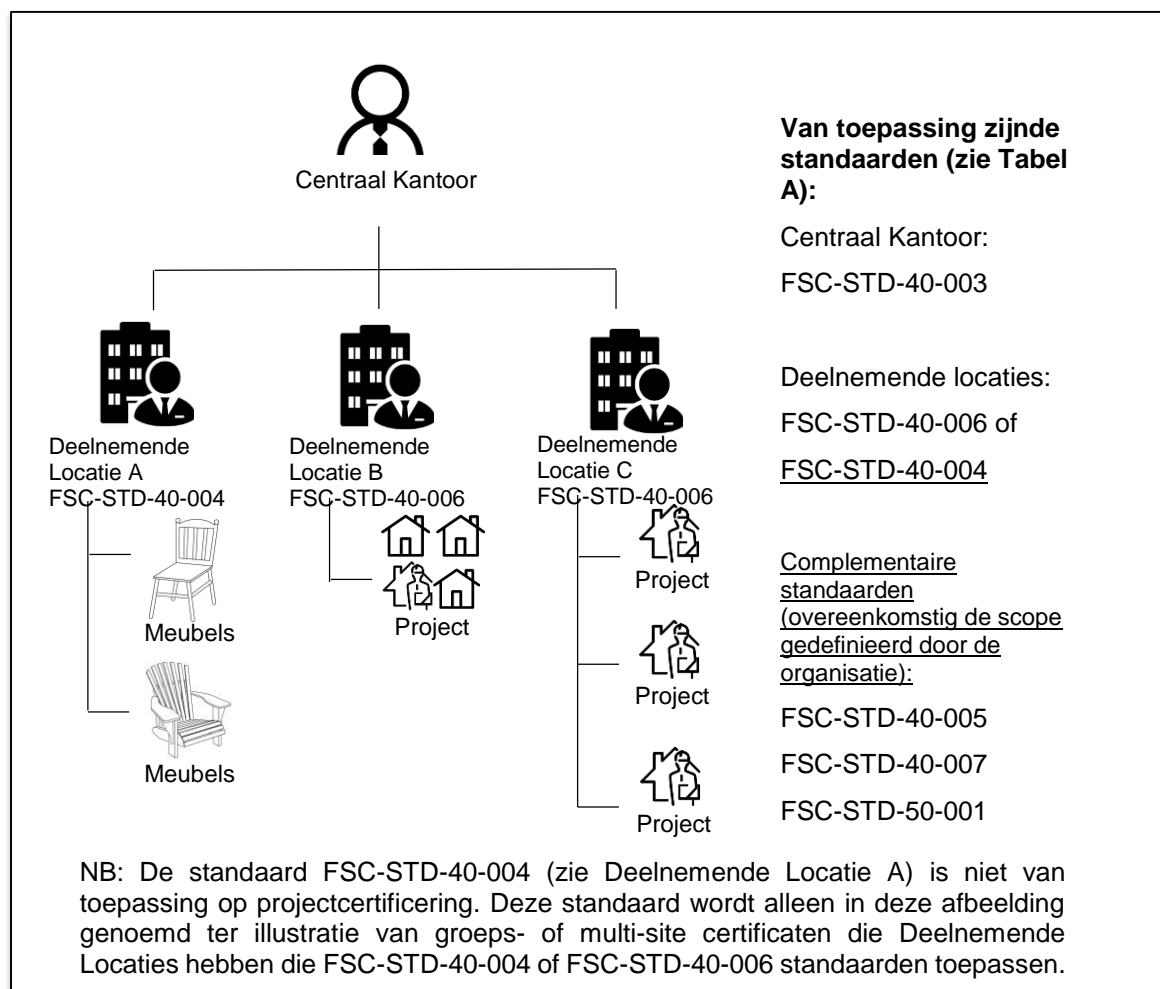 Centraal Kantoor
Deelnemende
Locatie A
FSC-STD-40-004
Meubels
Meubels
Deelnemende
Locatie B
FSC-STD-40-006
Project
Deelnemende
Locatie C
FSC-STD-40-006
Project
Project
Project
Van toepassing zijnde
standaarden (zie Tabel
A):
Centraal Kantoor:
FSC-STD-40-003
Deelnemende locaties:
FSC-STD-40-006 of
FSC-STD-40-004
Complementaire
standaarden
(overeenkomstig de scope
gedefinieerd door de
organisatie):
FSC-STD-40-005
FSC-STD-40-007
FSC-STD-50-001
NB: De standaard FSC-STD-40-004 (zie Deelnemende Locatie A) is niet van
toepassing op projectcertificering. Deze standaard wordt alleen in deze afbeelding
genoemd ter illustratie van groeps- of multi-site certificaten die Deelnemende
Locaties hebben die FSC-STD-40-004 of FSC-STD-40-006 standaarden toepassen.